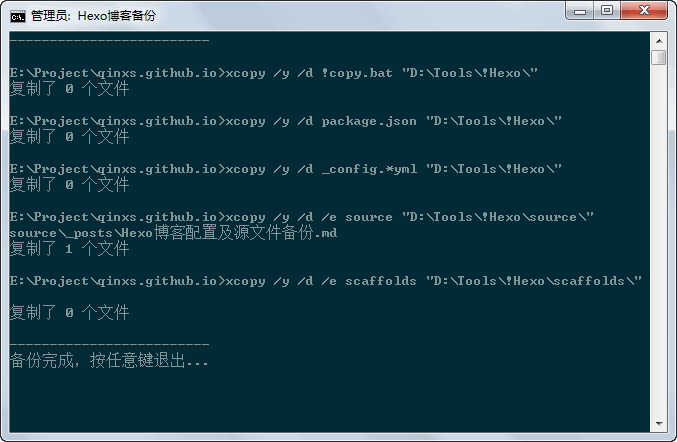 管理员: Hexo博客备份
-------------------------
E:\Project\qinxs.github.io>xcopy /y /d !copy.bat "D:\Tools\!Hexo\"
复制了 0 个文件
E:\Project\qinxs.github.io>xcopy /y /d package.json "D:\Tools\!Hexo\"
复制了 0 个文件
E:\Project\qinxs.github.io>xcopy /y /d _config.*yml "D:\Tools\!Hexo\"
复制了 0 个文件
E:\Project\qinxs.github.io>xcopy /y /d /e source "D:\Tools\!Hexo\source\"
source\_posts\Hexo博客配置及源文件备份.md
复制了 1 个文件
E:\Project\qinxs.github.io>xcopy /y /d /e scaffolds "D:\Tools\!Hexo\scaffolds\"
复制了 0 个文件
-------------------------
备份完成，按任意键退出...